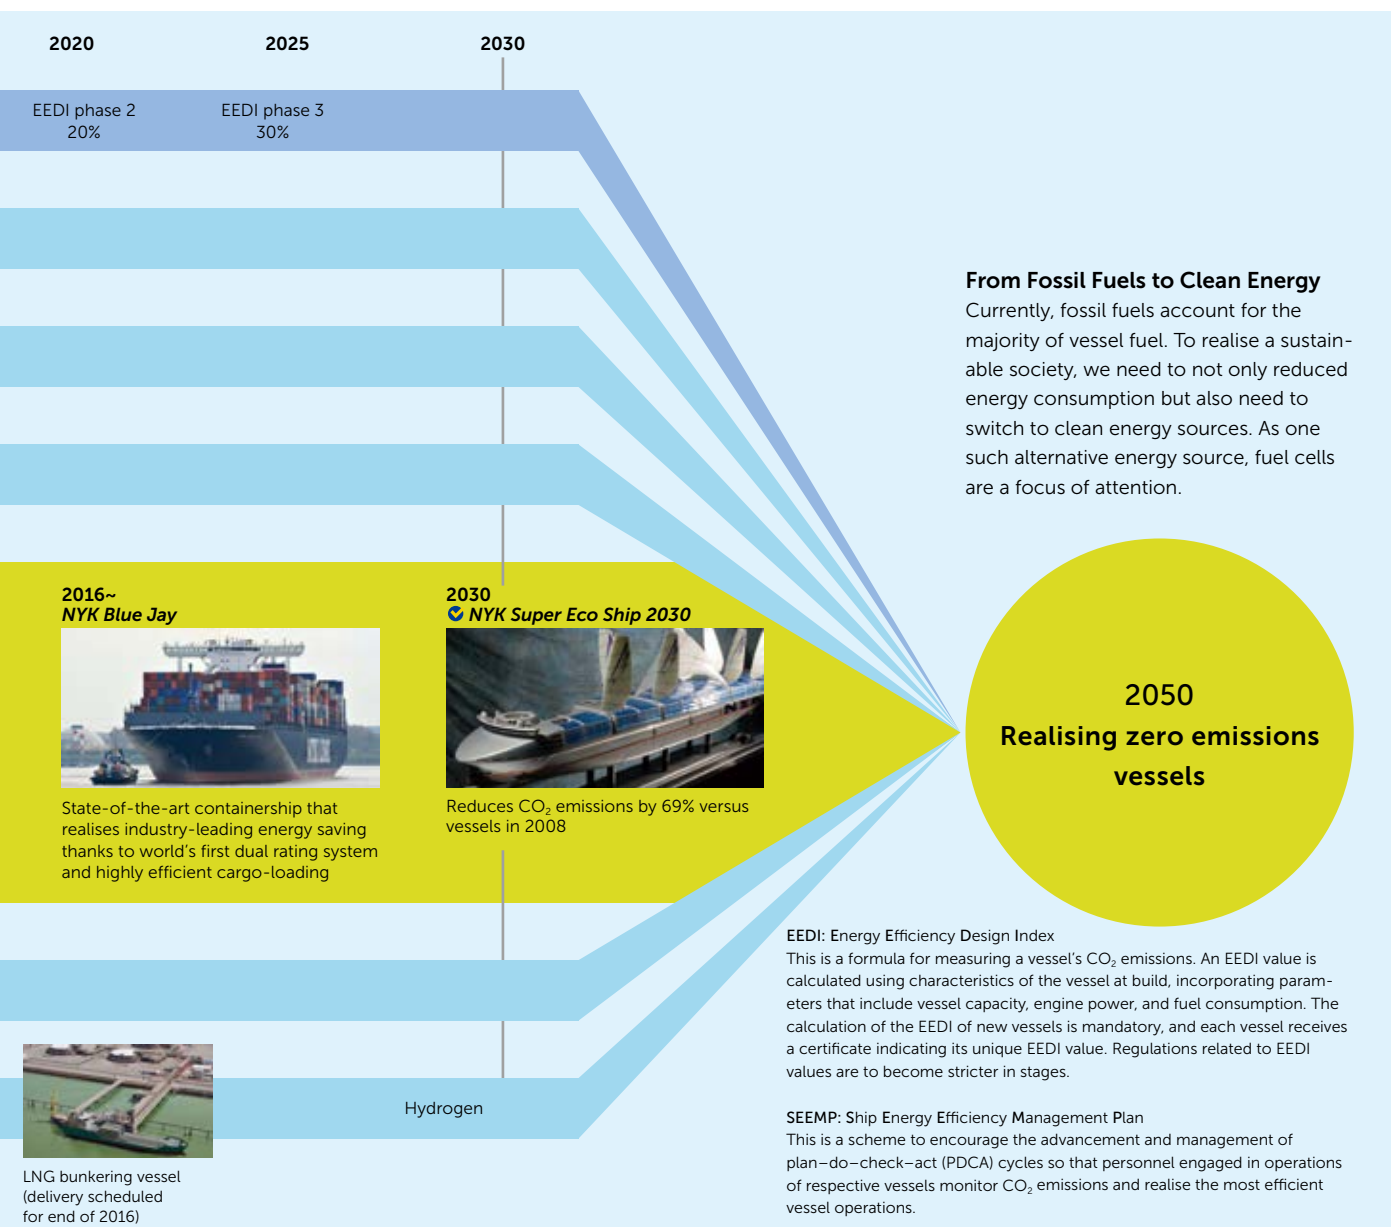 2020 2025 2030
EEDI phase 2
20%
EEDI phase 3
30%
From Fossil Fuels to Clean Energy
Currently, fossil fuels account for the
majority of vessel fuel. To realise a sustain-
able society, we need to not only reduced
energy consumption but also need to
switch to clean energy sources. As one
such alternative energy source, fuel cells
are a focus of attention.
2016~
NYK Blue Jay
State-of-the-art containership that
realises industry-leading energy saving
thanks to world's first dual rating system
and highly efficient cargo-loading
2030
NYK Super Eco Ship 2030
Reduces CO₂ emissions by 69% versus
vessels in 2008
2050
Realising zero emissions
vessels
EEDI: Energy Efficiency Design Index
This is a formula for measuring a vessel's CO₂ emissions. An EEDI value is
calculated using characteristics of the vessel at build, incorporating param-
eters that include vessel capacity, engine power, and fuel consumption. The
calculation of the EEDI of new vessels is mandatory, and each vessel receives
a certificate indicating its unique EEDI value. Regulations related to EEDI
values are to become stricter in stages.
SEEMP: Ship Energy Efficiency Management Plan
This is a scheme to encourage the advancement and management of
plan–do–check–act (PDCA) cycles so that personnel engaged in operations
of respective vessels monitor CO₂ emissions and realise the most efficient
vessel operations.
Hydrogen
LNG bunkering vessel
(delivery scheduled
for end of 2016)